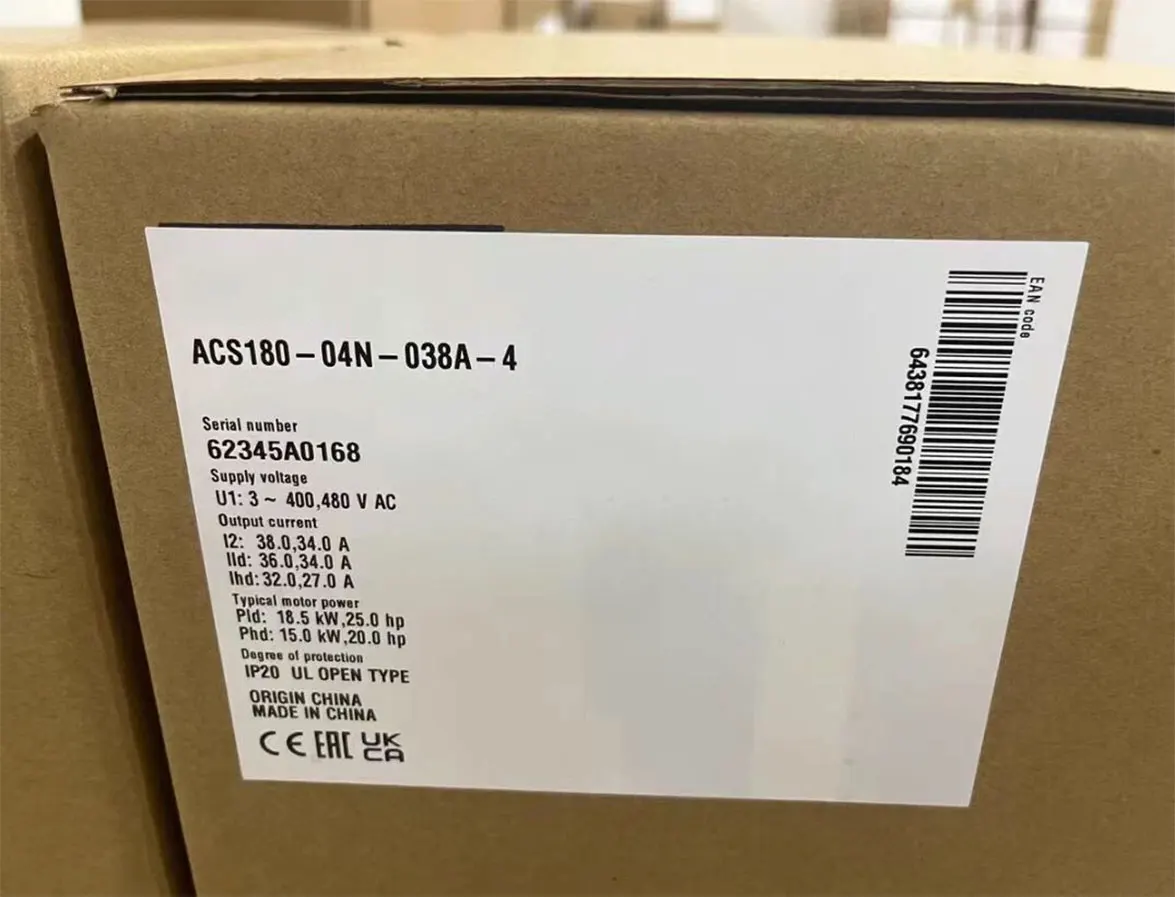 ACS180-04N-038A-4
Serial number
62345A0168
Supply voltage
U1: 3 ~ 400,480 V AC
Output current
I2: 38.0,34.0 A
Ild: 36.0,34.0 A
Ihd: 32.0,27.0 A
Typical motor power
Pld: 18.5 kW,25.0 hp
Phd: 15.0 kW,20.0 hp
Degree of protection
IP20 UL OPEN TYPE
ORIGIN CHINA
MADE IN CHINA
CE EAC UK
CA
EAN code
6438177690184